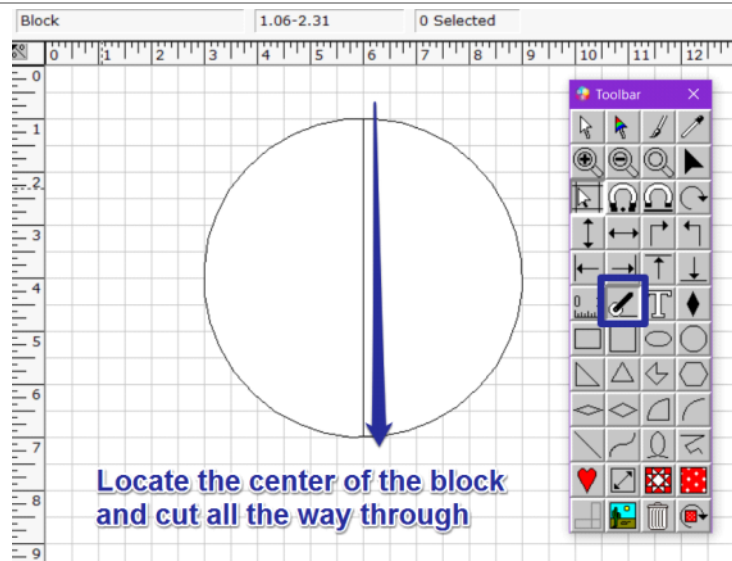 Block 1.06-2.31 0 Selected
0 1 2 3 4 5 6 7 8 9 10 11 12
Toolbar
0
1
2
3
4
0
T
5
6
7
Locate the center of the block
and cut all the way through
8
9